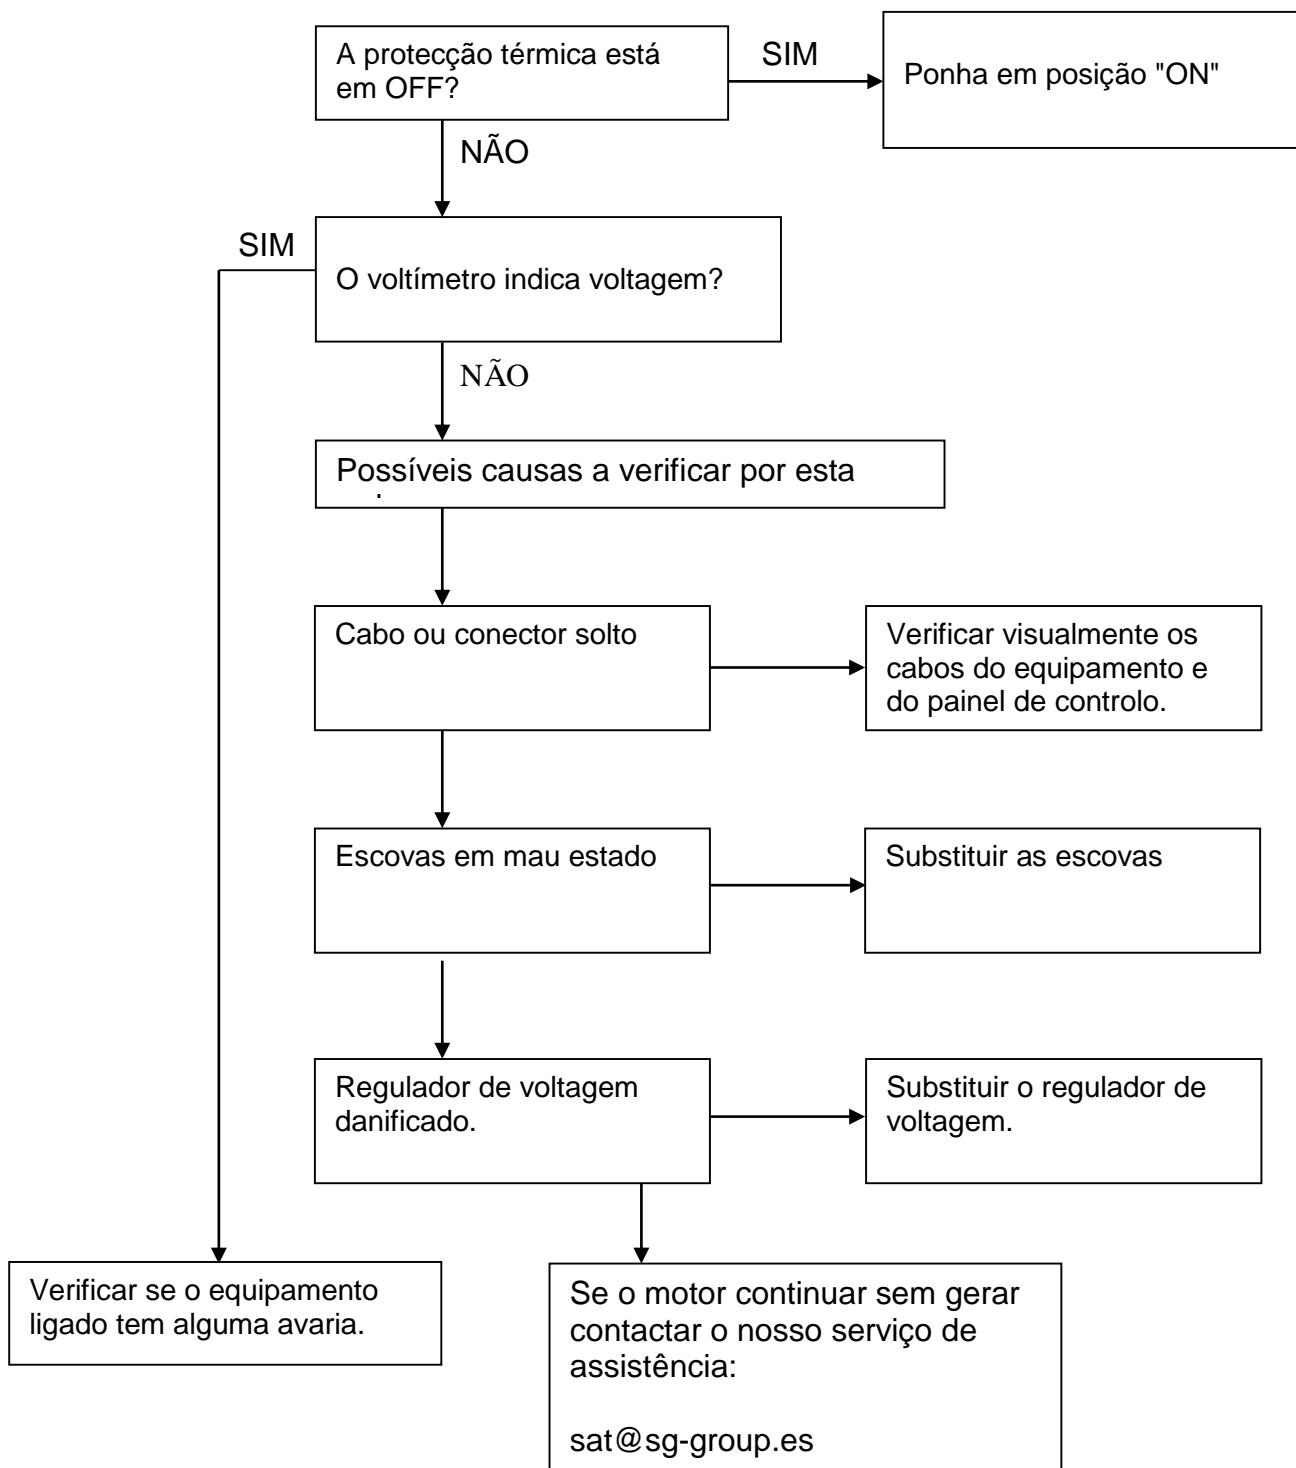 A protecção térmica está
em OFF?
SIM
Ponha em posição "ON"
NÃO
SIM
O voltímetro indica voltagem?
NÃO
Possíveis causas a verificar por esta
Cabo ou conector solto
Verificar visualmente os
cabos do equipamento e
do painel de controlo.
Escovas em mau estado
Substituir as escovas
Regulador de voltagem
danificado.
Substituir o regulador de
voltagem.
Verificar se o equipamento
ligado tem alguma avaria.
Se o motor continuar sem gerar
contactar o nosso serviço de
assistência:
sat@sg-group.es